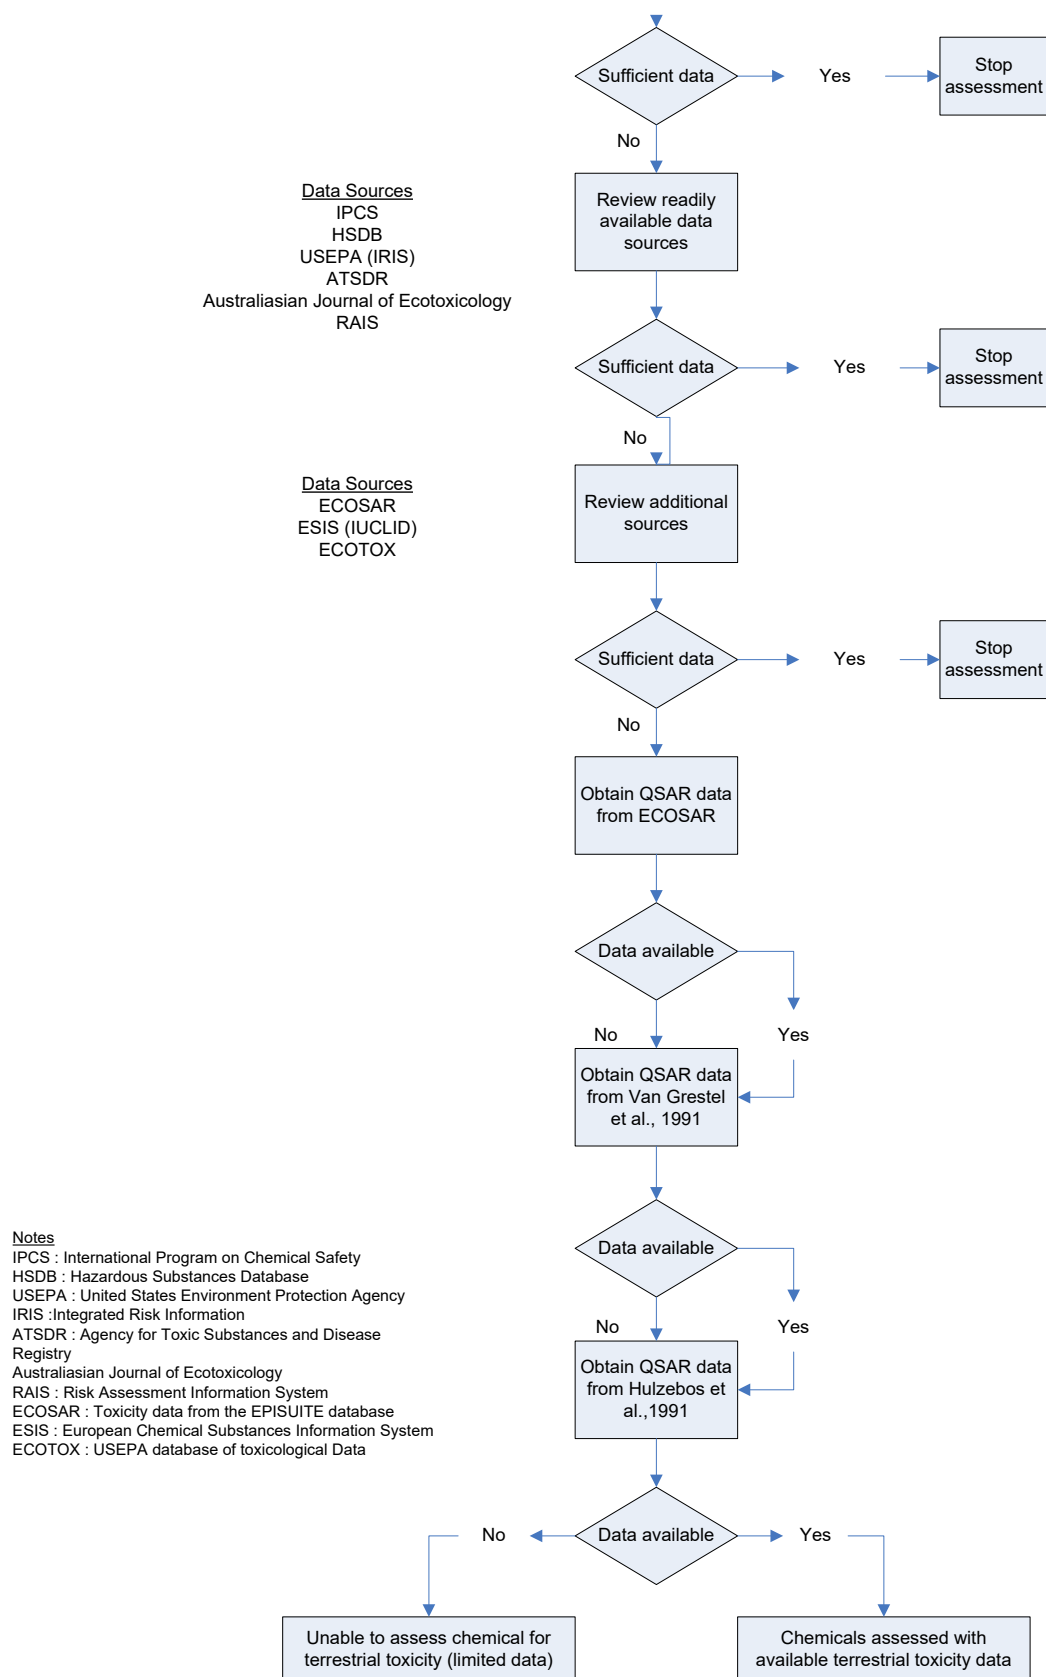 Sufficient data
Yes
Stop
assessment
No
Data Sources
IPCS
HSDB
USEPA (IRIS)
ATSDR
Australiasian Journal of Ecotoxicology
RAIS
Review readily
available data
sources
Sufficient data
Yes
Stop
assessment
No
Data Sources
ECOSAR
ESIS (IUCLID)
ECOTOX
Review additional
sources
Sufficient data
Yes
Stop
assessment
No
Obtain QSAR data
from ECOSAR
Data available
No
Yes
Obtain QSAR data
from Van Grestel
et al., 1991
Data available
No
Yes
Obtain QSAR data
from Hulzebos et
al.,1991
Notes
IPCS : International Program on Chemical Safety
HSDB : Hazardous Substances Database
USEPA : United States Environment Protection Agency
IRIS :Integrated Risk Information
ATSDR : Agency for Toxic Substances and Disease
Registry
Australiasian Journal of Ecotoxicology
RAIS : Risk Assessment Information System
ECOSAR : Toxicity data from the EPISUITE database
ESIS : European Chemical Substances Information System
ECOTOX : USEPA database of toxicological Data
Data available
No
Yes
Unable to assess chemical for
terrestrial toxicity (limited data)
Chemicals assessed with
available terrestrial toxicity data